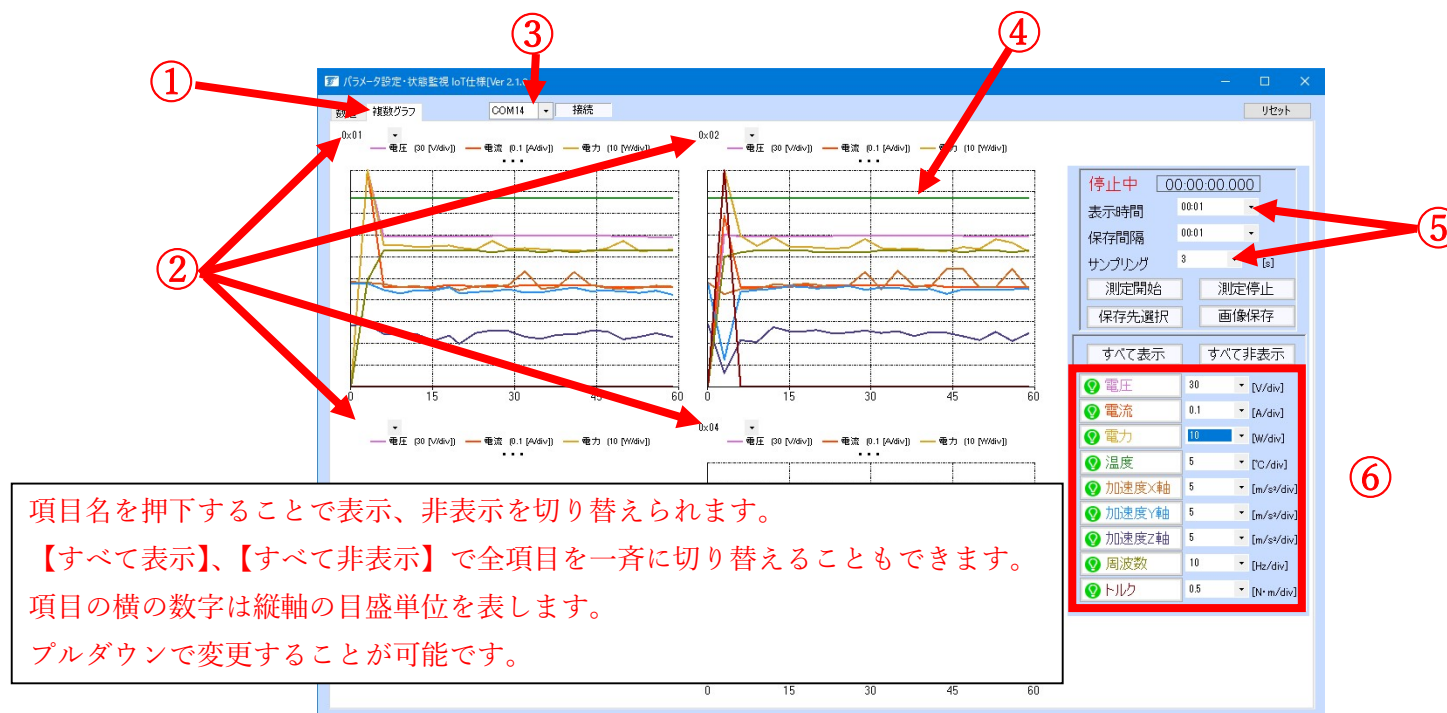 ③
④
①
パラメータ設定・状態監視 IoT仕様[Ver 2.1.
複数グラフ
COM14
接続
リセット
0x01
電圧 (30 [V/div]) 電流 (0.1 [A/div]) 電力 (10 [W/div])
•••
0x02
電圧 (30 [V/div]) 電流 (0.1 [A/div]) 電力 (10 [W/div])
•••
停止中 00:00:00.000
表示時間 00:01
保存間隔 00:01
サンプリング 3 [s]
⑤
測定開始 測定停止
保存先選択 画像保存
②
すべて表示 すべて非表示
0 15 30 45 60
0 15 30 45 60
電圧 30 [V/div]
電流 0.1 [A/div]
電力 10 [W/div]
温度 5 [℃/div]
加速度X軸 5 [m/s²/div]
加速度Y軸 5 [m/s²/div]
加速度Z軸 5 [m/s²/div]
周波数 10 [Hz/div]
トルク 0.5 [N・m/div]
⑥
電圧 (30 [V/div]) 電流 (0.1 [A/div]) 電力 (10 [W/div])
•••
0x04
電圧 (30 [V/div]) 電流 (0.1 [A/div]) 電力 (10 [W/div])
•••
項目名を押下することで表示、非表示を切り替えられます。
【すべて表示】、【すべて非表示】で全項目を一斉に切り替えることもできます。
項目の横の数字は縦軸の目盛単位を表します。
プルダウンで変更することが可能です。
0 15 30 45 60